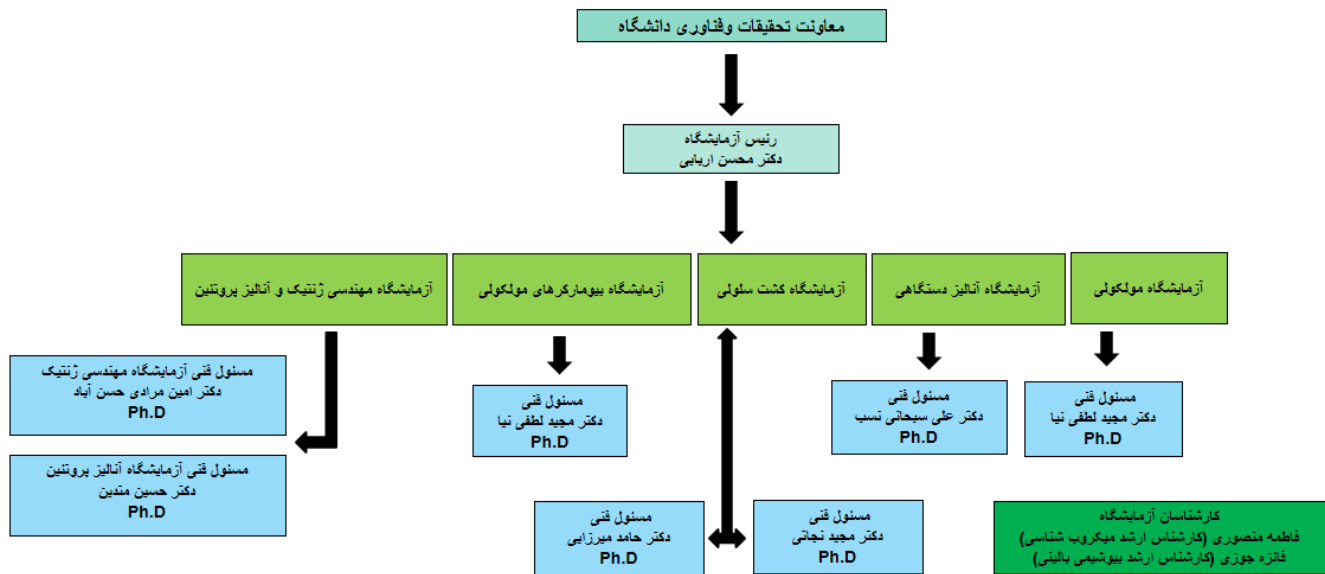 معاونت تحقیقات وفناوری دانشگاه
رئیس آزمایشگاه
دکتر محسن اربابی
آزمایشگاه مولکولی
آزمایشگاه آنالیز دستگاهی
آزمایشگاه کشت سلولی
آزمایشگاه بیومارکرهای مولکولی
آزمایشگاه مهندسی ژنتیک و آنالیز پروتئین
مسئول فنی
دکتر مجید لطفی نیا
Ph.D
مسئول فنی
دکتر علی سبحانی نسب
Ph.D
مسئول فنی
دکتر مجید لطفی نیا
Ph.D
مسئول فنی آزمایشگاه مهندسی ژنتیک
دکتر امین مرادی حسن آباد
Ph.D
مسئول فنی آزمایشگاه آنالیز پروتئین
دکتر حسین متدین
Ph.D
کارشناسان آزمایشگاه
فاطمه منصوری (کارشناس ارشد میکروب شناسی)
فائزه جوزی (کارشناس ارشد بیوشیمی بالینی)
مسئول فنی
دکتر مجید نجاتی
Ph.D
مسئول فنی
دکتر حامد میرزایی
Ph.D